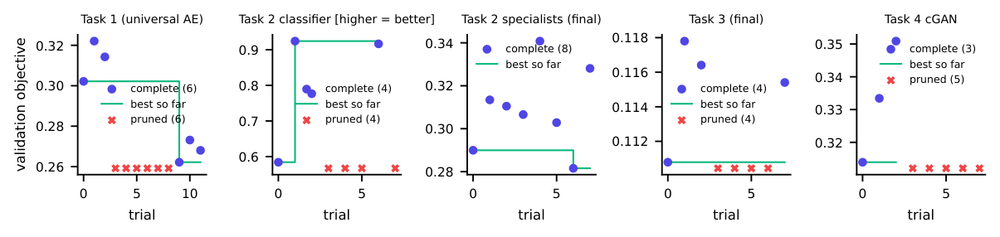 Task 1 (universal AE)
validation objective
0.32
0.30
0.28
0.26
complete (6)
best so far
pruned (6)
0
5
10
trial
Task 2 classifier [higher = better]
0.9
0.8
0.7
0.6
complete (4)
best so far
pruned (4)
0
5
trial
Task 2 specialists (final)
0.34
0.32
0.30
0.28
complete (8)
best so far
0
5
trial
Task 3 (final)
0.118
0.116
0.114
0.112
complete (4)
best so far
pruned (4)
0
5
trial
Task 4 cGAN
0.35
0.34
0.33
0.32
complete (3)
best so far
pruned (5)
0
5
trial